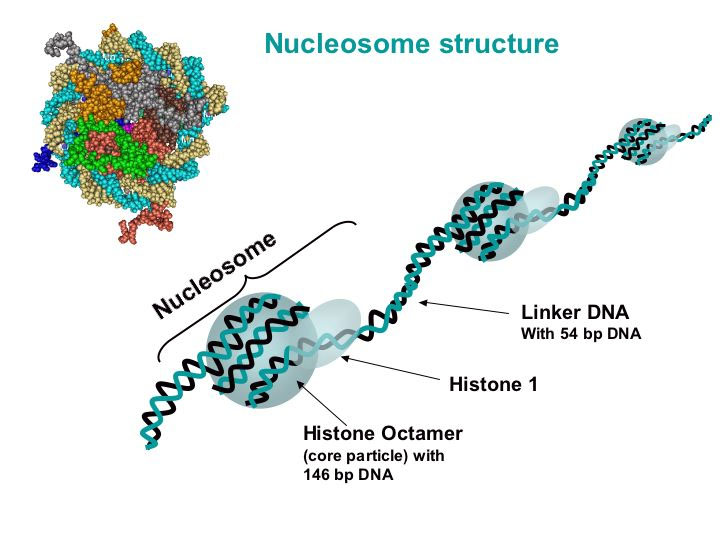 Nucleosome structure
Nucleosome
Linker DNA
With 54 bp DNA
Histone 1
Histone Octamer
(core particle) with
146 bp DNA